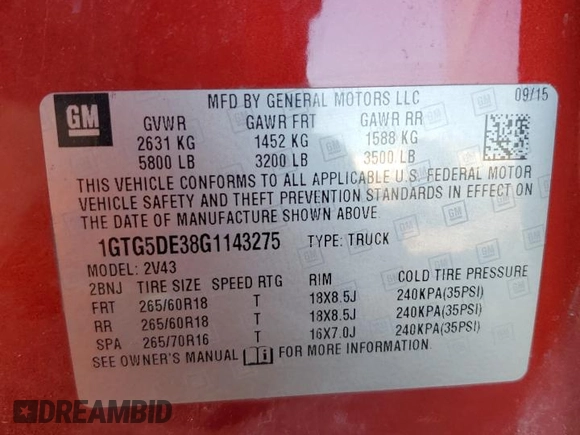 GM
MFD BY GENERAL MOTORS LLC 09/15
GVWR GAWR FRT GAWR RR
2631 KG 1452 KG 1588 KG
5800 LB 3200 LB 3500 LB
THIS VEHICLE CONFORMS TO ALL APPLICABLE U.S. FEDERAL MOTOR
VEHICLE SAFETY AND THEFT PREVENTION STANDARDS IN EFFECT ON
THE DATE OF MANUFACTURE SHOWN ABOVE.
1GTG5DE38G1143275 TYPE: TRUCK
MODEL: 2V43
2BNJ TIRE SIZE SPEED RTG RIM COLD TIRE PRESSURE
FRT 265/60R18 T 18X8.5J 240KPA(35PSI)
RR 265/60R18 T 18X8.5J 240KPA(35PSI)
SPA 265/70R16 T 16X7.0J 240KPA(35PSI)
SEE OWNER'S MANUAL FOR MORE INFORMATION.
DREAMBID